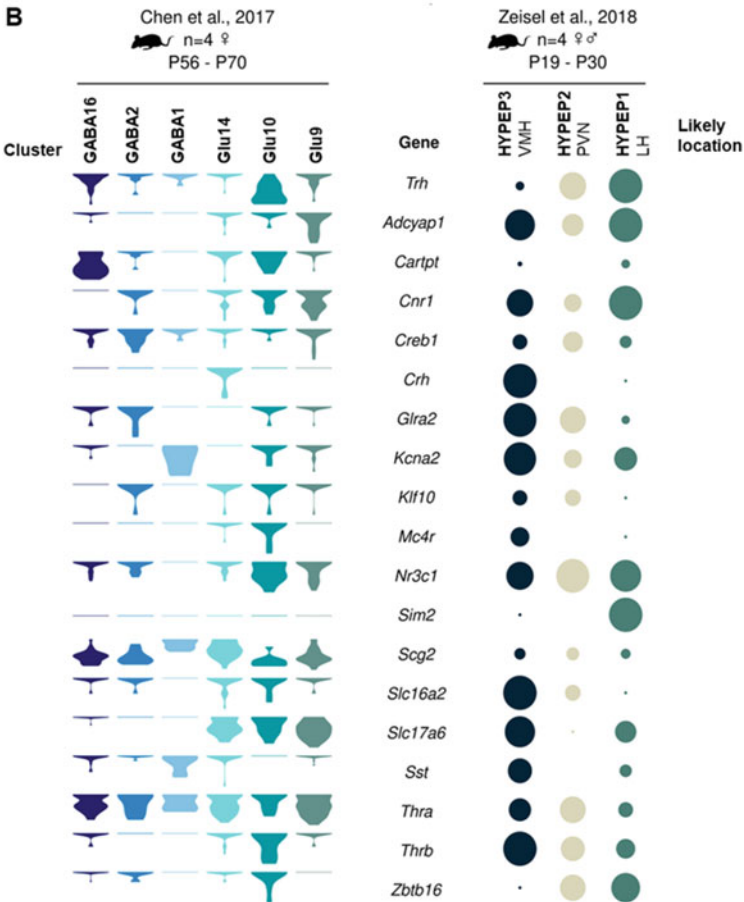 B
Chen et al., 2017
n=4 ♀
P56 - P70
Zeisel et al., 2018
n=4 ♀♂
P19 - P30
Cluster
GABA16
GABA2
GABA1
Glu14
Glu10
Glu9
Gene
HYPEP3
VMH
HYPEP2
PVN
HYPEP1
LH
Likely
location
Trh
Adcyap1
Cartpt
Cnr1
Creb1
Crh
Glra2
Kcna2
Klf10
Mc4r
Nr3c1
Sim2
Scg2
Slc16a2
Slc17a6
Sst
Thra
Thrb
Zbtb16